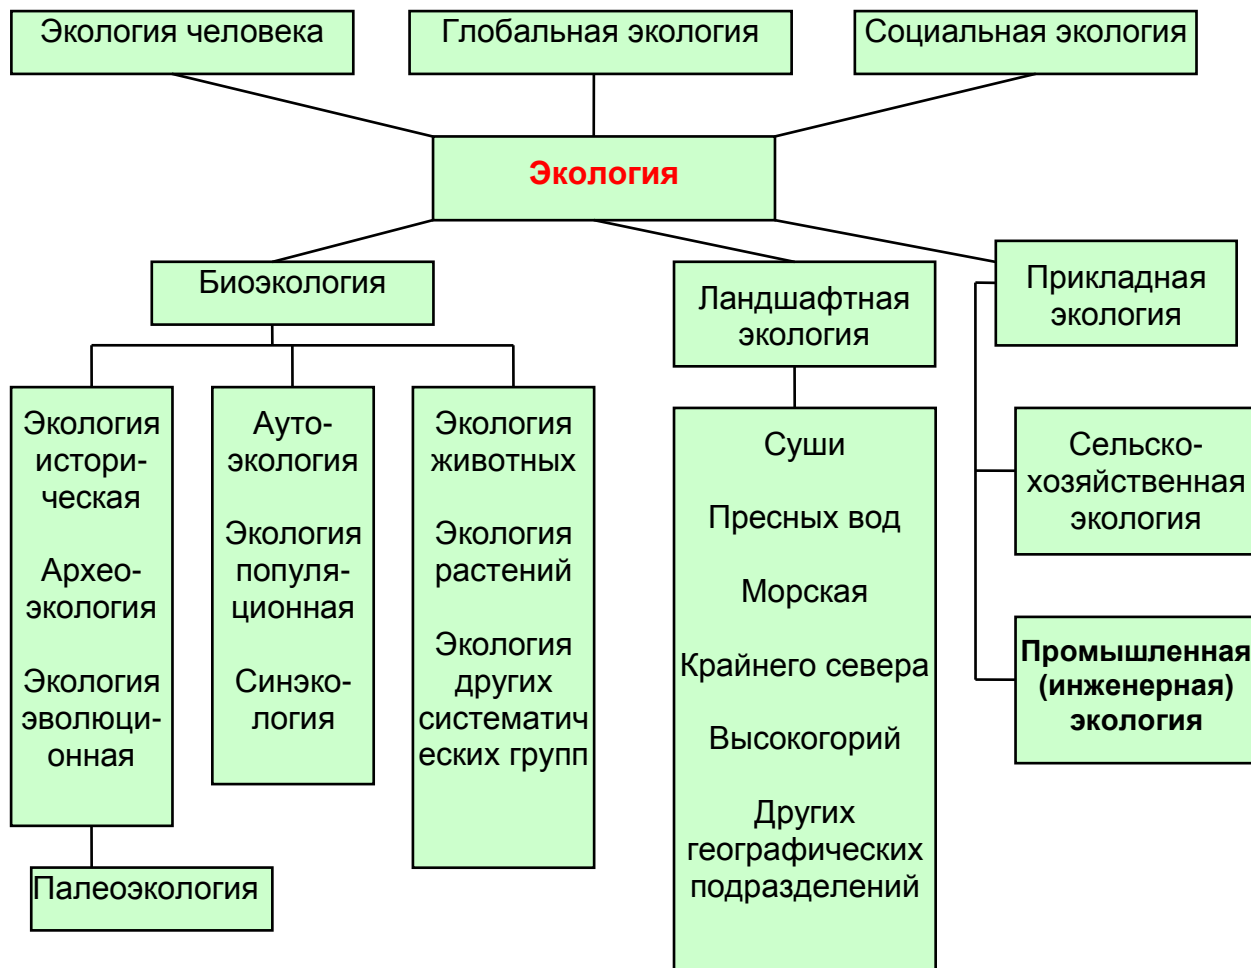 Экология человека
Глобальная экология
Социальная экология
Экология
Биоэкология
Ландшафтная
экология
Прикладная
экология
Экология
истори-
ческая
Архео-
экология
Экология
эволюци-
онная
Палеоэкология
Ауто-
экология
Экология
популя-
ционная
Синэко-
логия
Экология
животных
Экология
растений
Экология
других
систематич
еских групп
Суши
Пресных вод
Морская
Крайнего севера
Высокогорий
Других
географических
подразделений
Сельско-
хозяйственная
экология
Промышленная
(инженерная)
экология